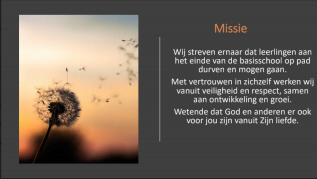 Missie
Wij streven ernaar dat leerlingen aan
het einde van de basisschool op pad
durven en mogen gaan.
Met vertrouwen in zichzelf werken wij
vanuit veiligheid en respect, samen
aan ontwikkeling en groei.
Wetende dat God en anderen er ook
voor jou zijn vanuit Zijn liefde.